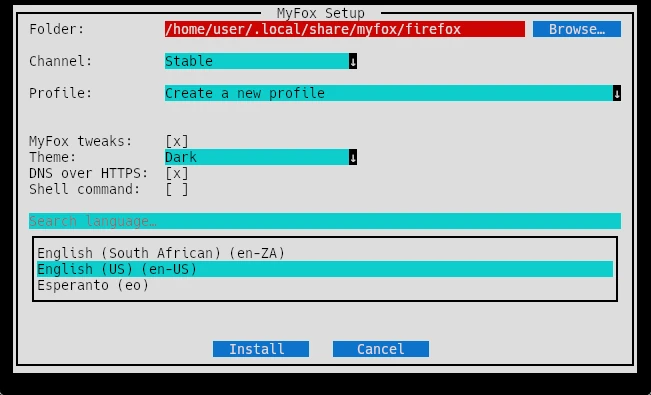 MyFox Setup
Folder: /home/user/.local/share/myfox/firefox Browse…
Channel: Stable ↓
Profile: Create a new profile ↓
MyFox tweaks: [x]
Theme: Dark ↓
DNS over HTTPS: [x]
Shell command: [ ]
Search language…
English (South African) (en-ZA)
English (US) (en-US)
Esperanto (eo)
Install Cancel